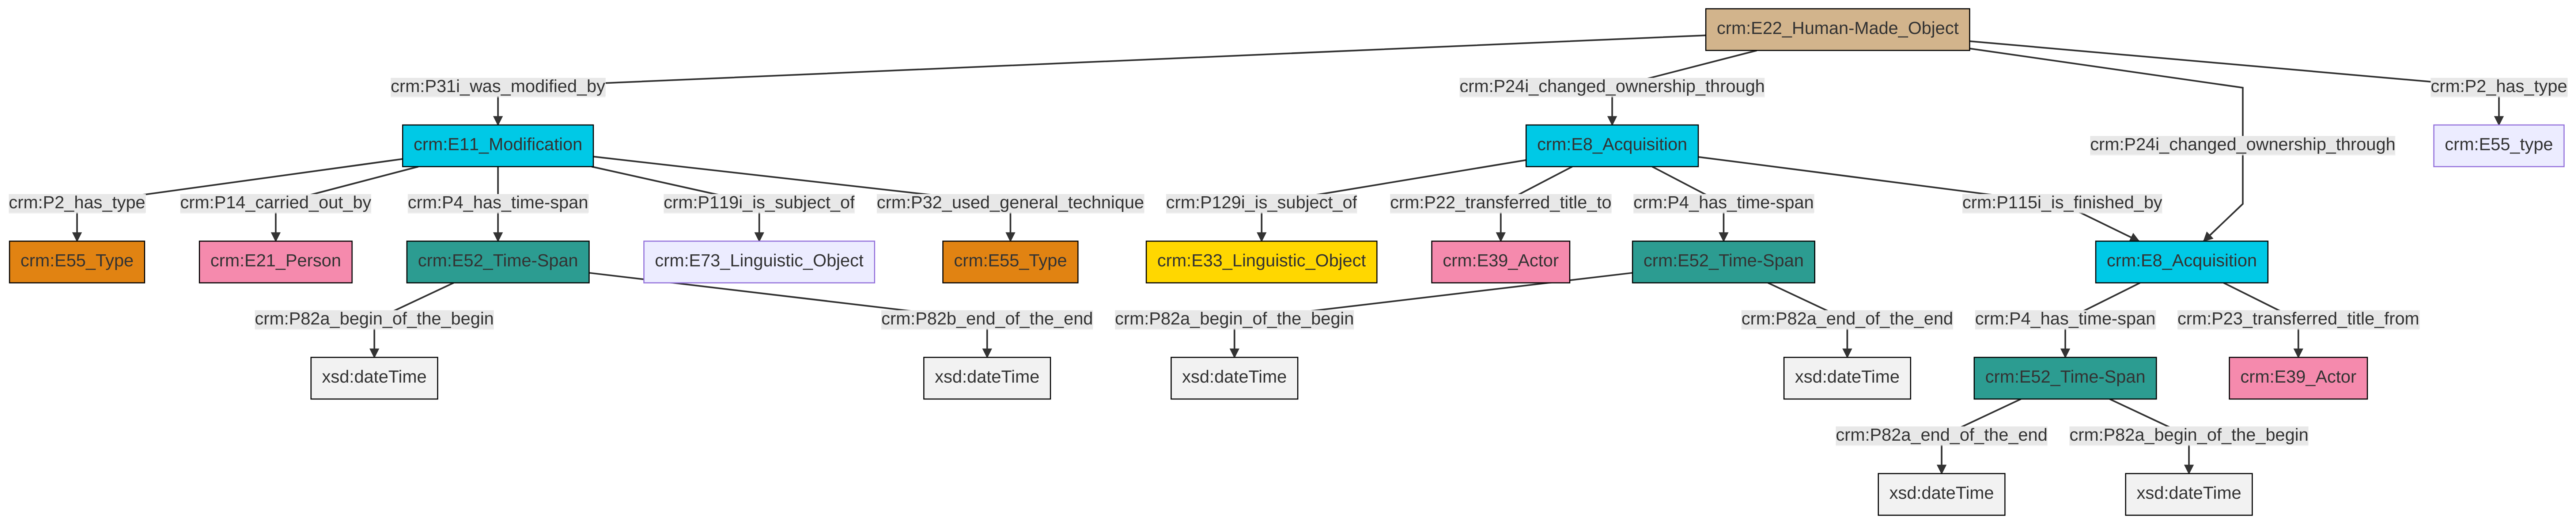 crm:E22_Human-Made_Object
crm:P31i_was_modified_by
crm:P24i_changed_ownership_through
crm:P2_has_type
crm:E11_Modification
crm:E8_Acquisition
crm:P24i_changed_ownership_through
crm:E55_type
crm:P2_has_type
crm:P14_carried_out_by
crm:P4_has_time-span
crm:P119i_is_subject_of
crm:P32_used_general_technique
crm:P129i_is_subject_of
crm:P22_transferred_title_to
crm:P4_has_time-span
crm:P115i_is_finished_by
crm:E55_Type
crm:E21_Person
crm:E52_Time-Span
crm:E73_Linguistic_Object
crm:E55_Type
crm:E33_Linguistic_Object
crm:E39_Actor
crm:E52_Time-Span
crm:E8_Acquisition
crm:P82a_begin_of_the_begin
crm:P82b_end_of_the_end
crm:P82a_begin_of_the_begin
crm:P82a_end_of_the_end
crm:P4_has_time-span
crm:P23_transferred_title_from
xsd:dateTime
xsd:dateTime
xsd:dateTime
xsd:dateTime
crm:E52_Time-Span
crm:E39_Actor
crm:P82a_end_of_the_end
crm:P82a_begin_of_the_begin
xsd:dateTime
xsd:dateTime